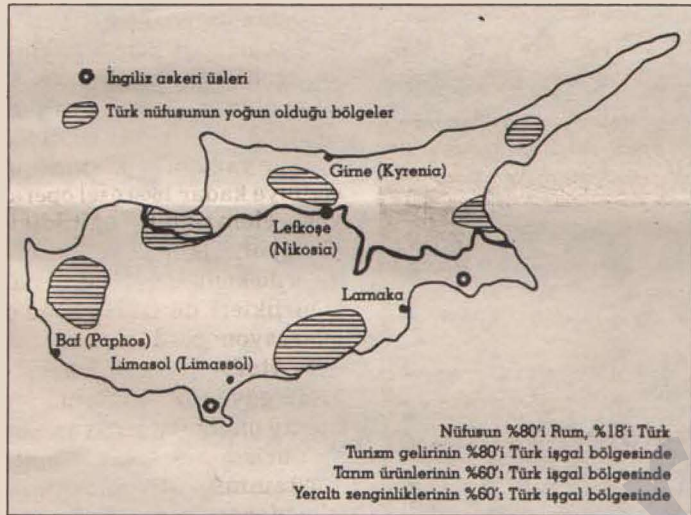 İngiliz askeri üsleri
Türk nüfusunun yoğun olduğu bölgeler
Girne (Kyrenia)
Lefkoşe
(Nikosia)
Larnaka
Baf (Paphos)
Limasol (Limassol)
Nüfusun %80'i Rum, %18'i Türk
Turizm gelirinin %80'i Türk işgal bölgesinde
Tarım ürünlerinin %60'ı Türk işgal bölgesinde
Yeraltı zenginliklerinin %60'ı Türk işgal bölgesinde